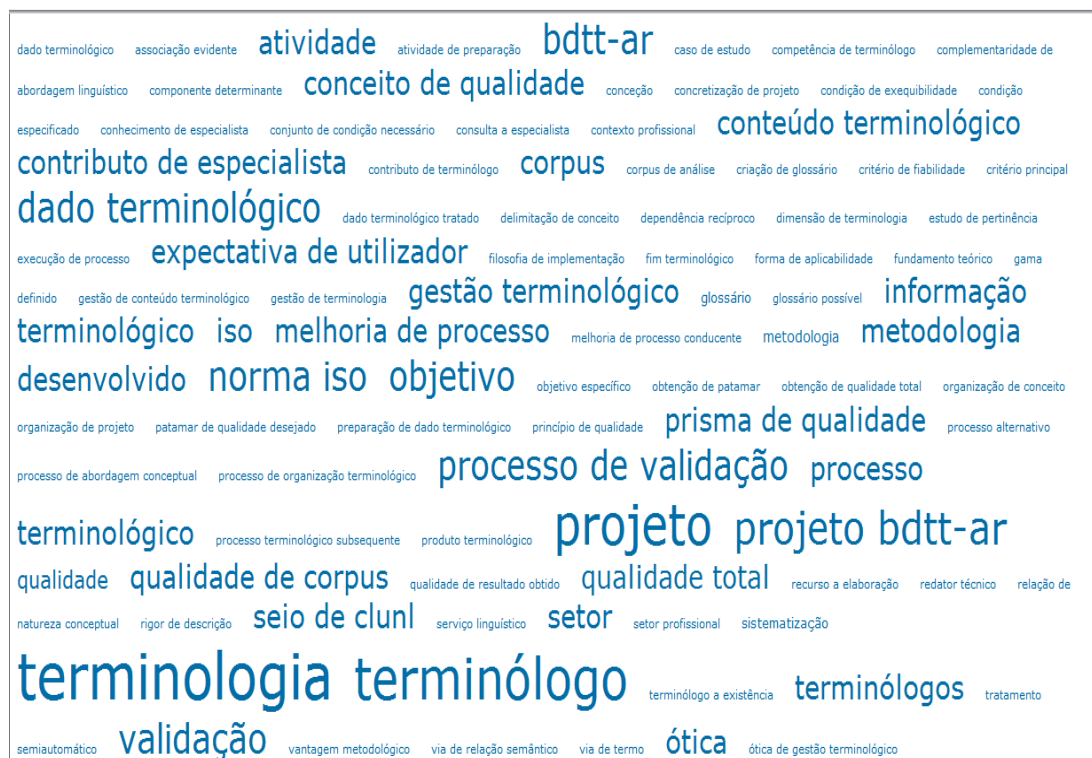 dado terminológico associação evidente atividade atividade de preparação bdtt-ar caso de estudo competência de terminólogo complementaridade de
abordagem linguístico componente determinante conceito de qualidade conceção concretização de projeto condição de exequibilidade condição
especificado conhecimento de especialista conjunto de condição necessário consulta a especialista contexto profissional conteúdo terminológico
contributo de especialista contributo de terminólogo corpus corpus de análise criação de glossário critério de fiabilidade critério principal
dado terminológico dado terminológico tratado delimitação de conceito dependência recíproco dimensão de terminologia estudo de pertinência
execução de processo expectativa de utilizador filosofia de implementação fim terminológico forma de aplicabilidade fundamento teórico gama
definido gestão de conteúdo terminológico gestão de terminologia gestão terminológico glossário glossário possível informação
terminológico iso melhoria de processo melhoria de processo conducente metodologia metodologia
desenvolvido norma iso objetivo objetivo específico obtenção de patamar obtenção de qualidade total organização de conceito
organização de projeto patamar de qualidade desejado preparação de dado terminológico princípio de qualidade prisma de qualidade processo alternativo
processo de abordagem conceptual processo de organização terminológico processo de validação processo
terminológico processo terminológico subsequente produto terminológico projeto projeto bdtt-ar
qualidade qualidade de corpus qualidade de resultado obtido qualidade total recurso a elaboração redator técnico relação de
natureza conceptual rigor de descrição seio de clunl serviço linguístico setor setor profissional sistematização
terminologia terminólogo terminólogo a existência terminólogos tratamento
semiautomático validação vantagem metodológico via de relação semântico via de termo ótica ótica de gestão terminológico